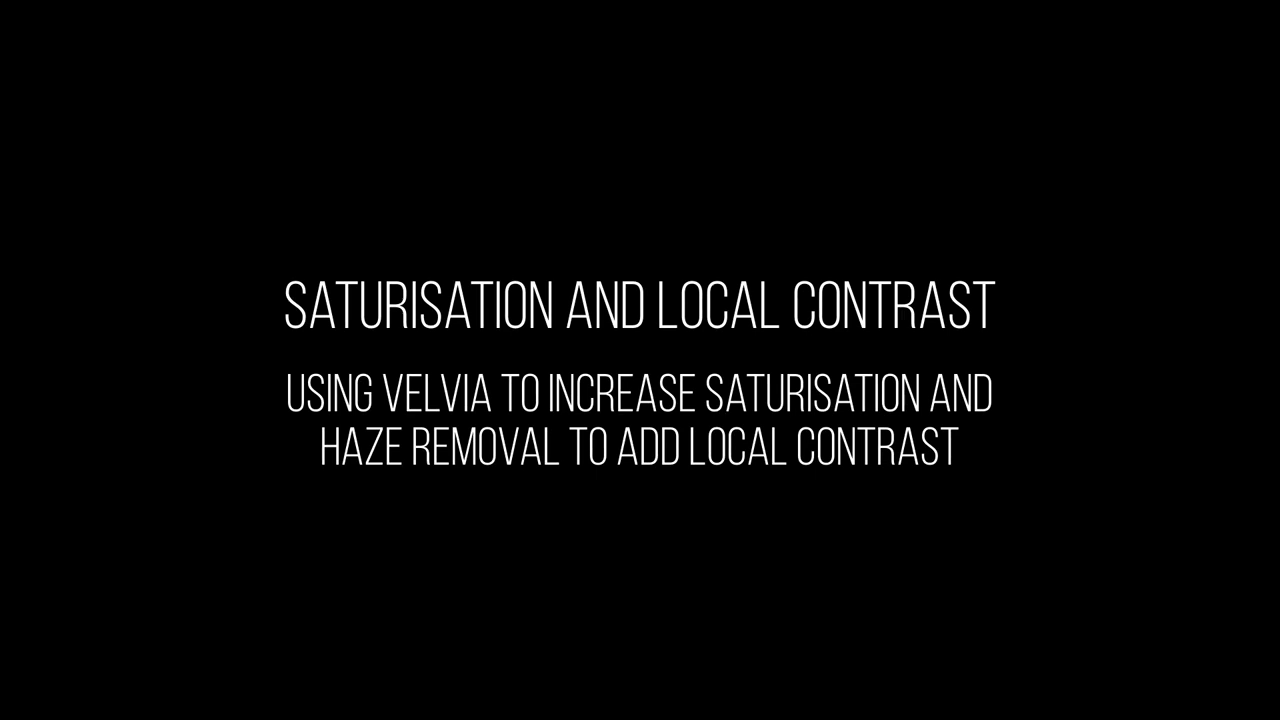 SATURISATION AND LOCAL CONTRAST
USING VELVIA TO INCREASE SATURISATION AND
HAZE REMOVAL TO ADD LOCAL CONTRAST